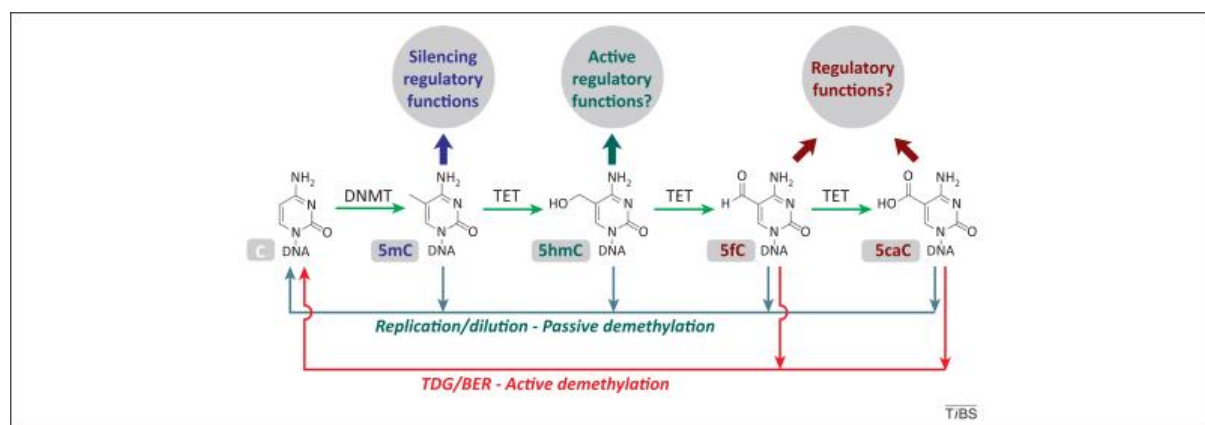 Silencing
regulatory
functions
Active
regulatory
functions?
Regulatory
functions?
NH2
N
N
O
DNA
C
DNMT
NH2
N
N
O
DNA
5mC
TET
HO
NH2
N
N
O
DNA
5hmC
TET
O
H
NH2
N
N
O
DNA
5fC
TET
O
HO
NH2
N
N
O
DNA
5caC
Replication/dilution - Passive demethylation
TDG/BER - Active demethylation
TiBS